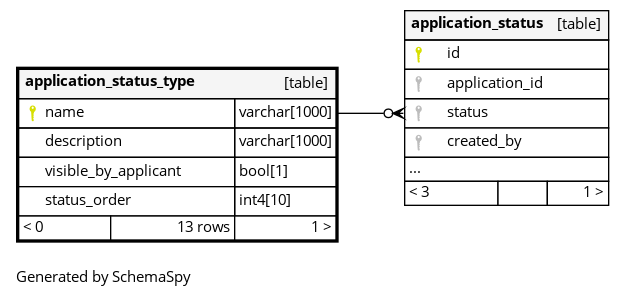 application_status [table]
id
application_id
status
created_by
...
< 3 1 >
application_status_type [table]
name varchar[1000]
description varchar[1000]
visible_by_applicant bool[1]
status_order int4[10]
< 0 13 rows 1 >
Generated by SchemaSpy